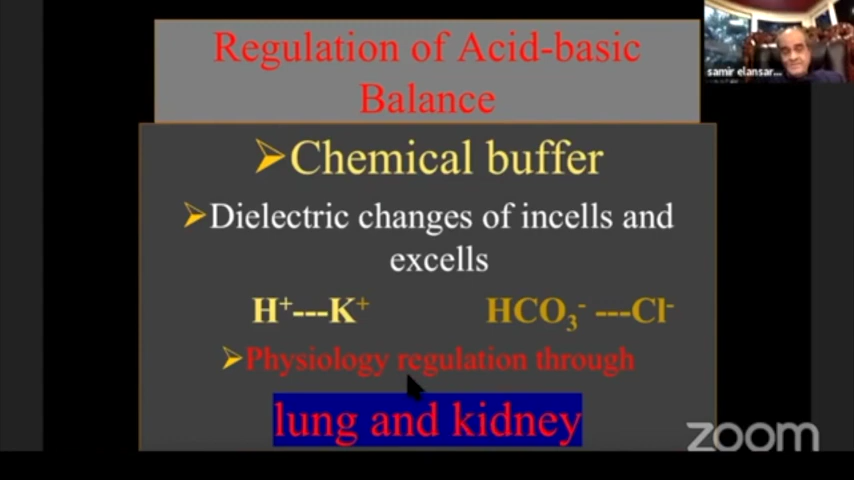 Regulation of Acid-basic
Balance
samir elansar...
➢Chemical buffer
➢Dielectric changes of incells and
excells
H⁺---K⁺ HCO₃⁻ ---Cl⁻
➢Physiology regulation through
lung and kidney
zoom